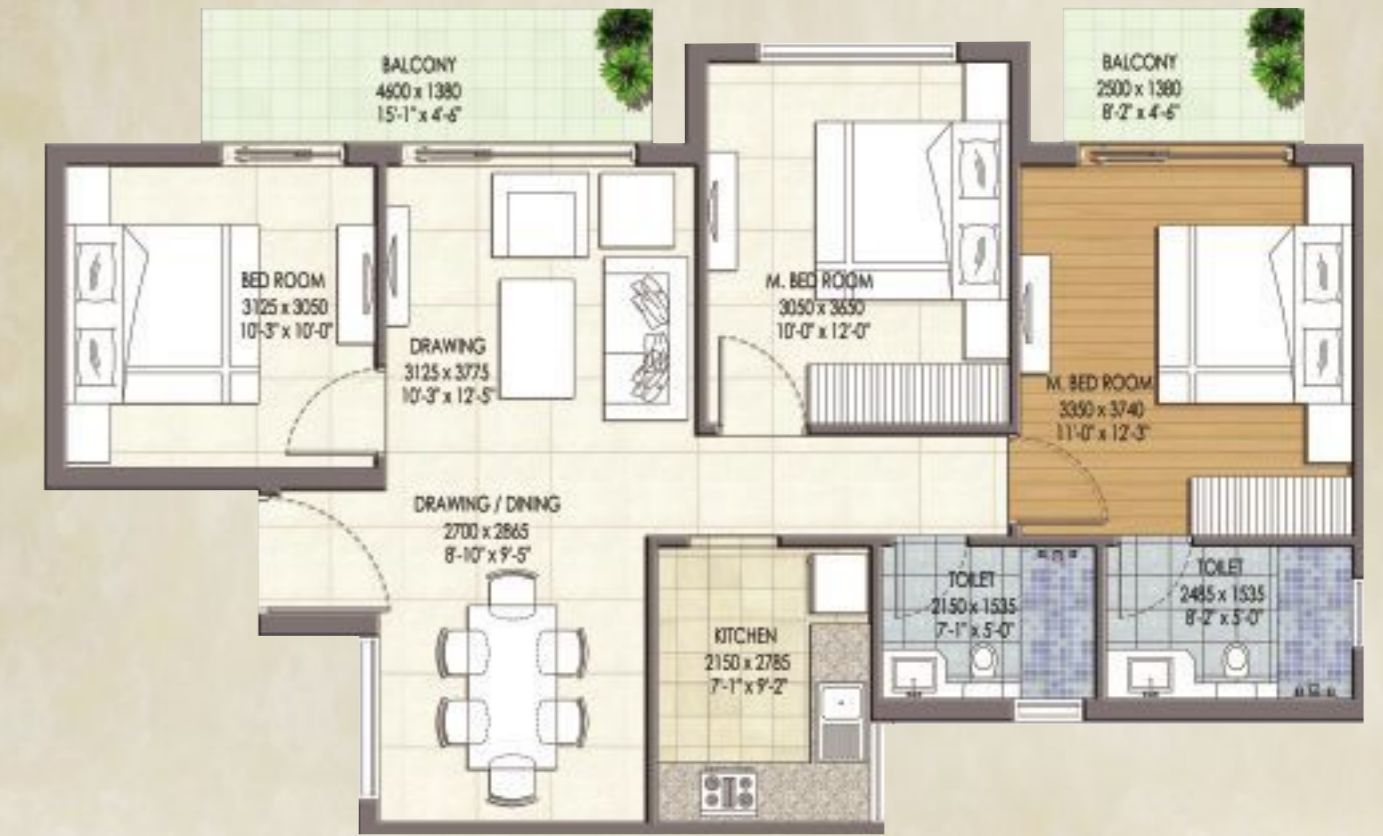 BALCONY
4600 x 1380
15'-1" x 4'-6"
BALCONY
2500 x 1380
8'-2" x 4'-6"
BED ROOM
3125 x 3050
10'-3" x 10'-0"
DRAWING
3125 x 3775
10'-3" x 12'-5"
M. BED ROOM
3050 x 3650
10'-0" x 12'-0"
M. BED ROOM
3350 x 3740
11'-0" x 12'-3"
DRAWING / DINING
2700 x 2865
8'-10" x 9'-5"
KITCHEN
2150 x 2785
7'-1" x 9'-2"
TOILET
2150 x 1535
7'-1" x 5'-0"
TOILET
2485 x 1535
8'-2" x 5'-0"